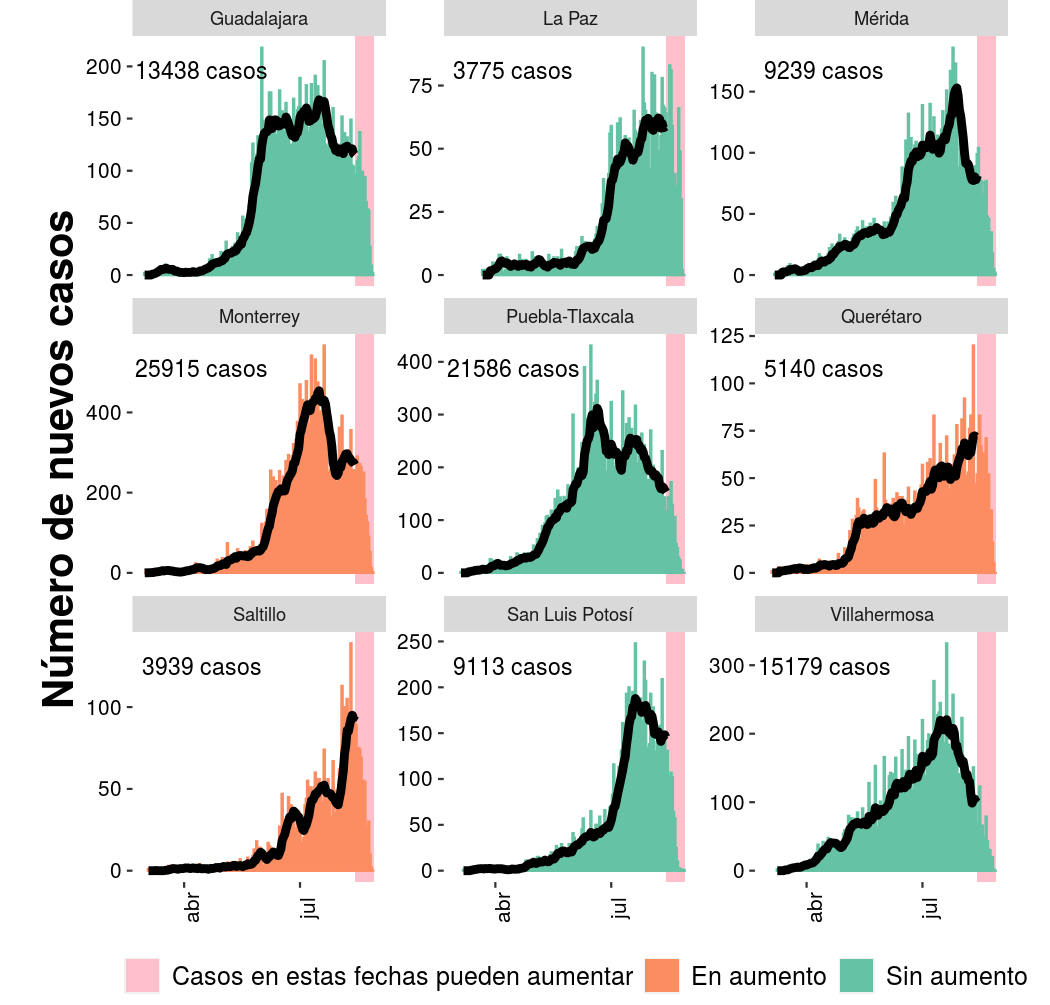 Número de nuevos casos
Guadalajara
La Paz
Mérida
200
150
100
50
0
13438 casos
75
50
25
0
3775 casos
150
100
50
0
9239 casos
Monterrey
Puebla-Tlaxcala
Querétaro
400
200
0
25915 casos
400
300
200
100
0
21586 casos
125
100
75
50
25
0
5140 casos
Saltillo
San Luis Potosí
Villahermosa
100
50
0
3939 casos
250
200
150
100
50
0
9113 casos
300
200
100
0
15179 casos
abr
jul
abr
jul
abr
jul
Casos en estas fechas pueden aumentar
En aumento
Sin aumento